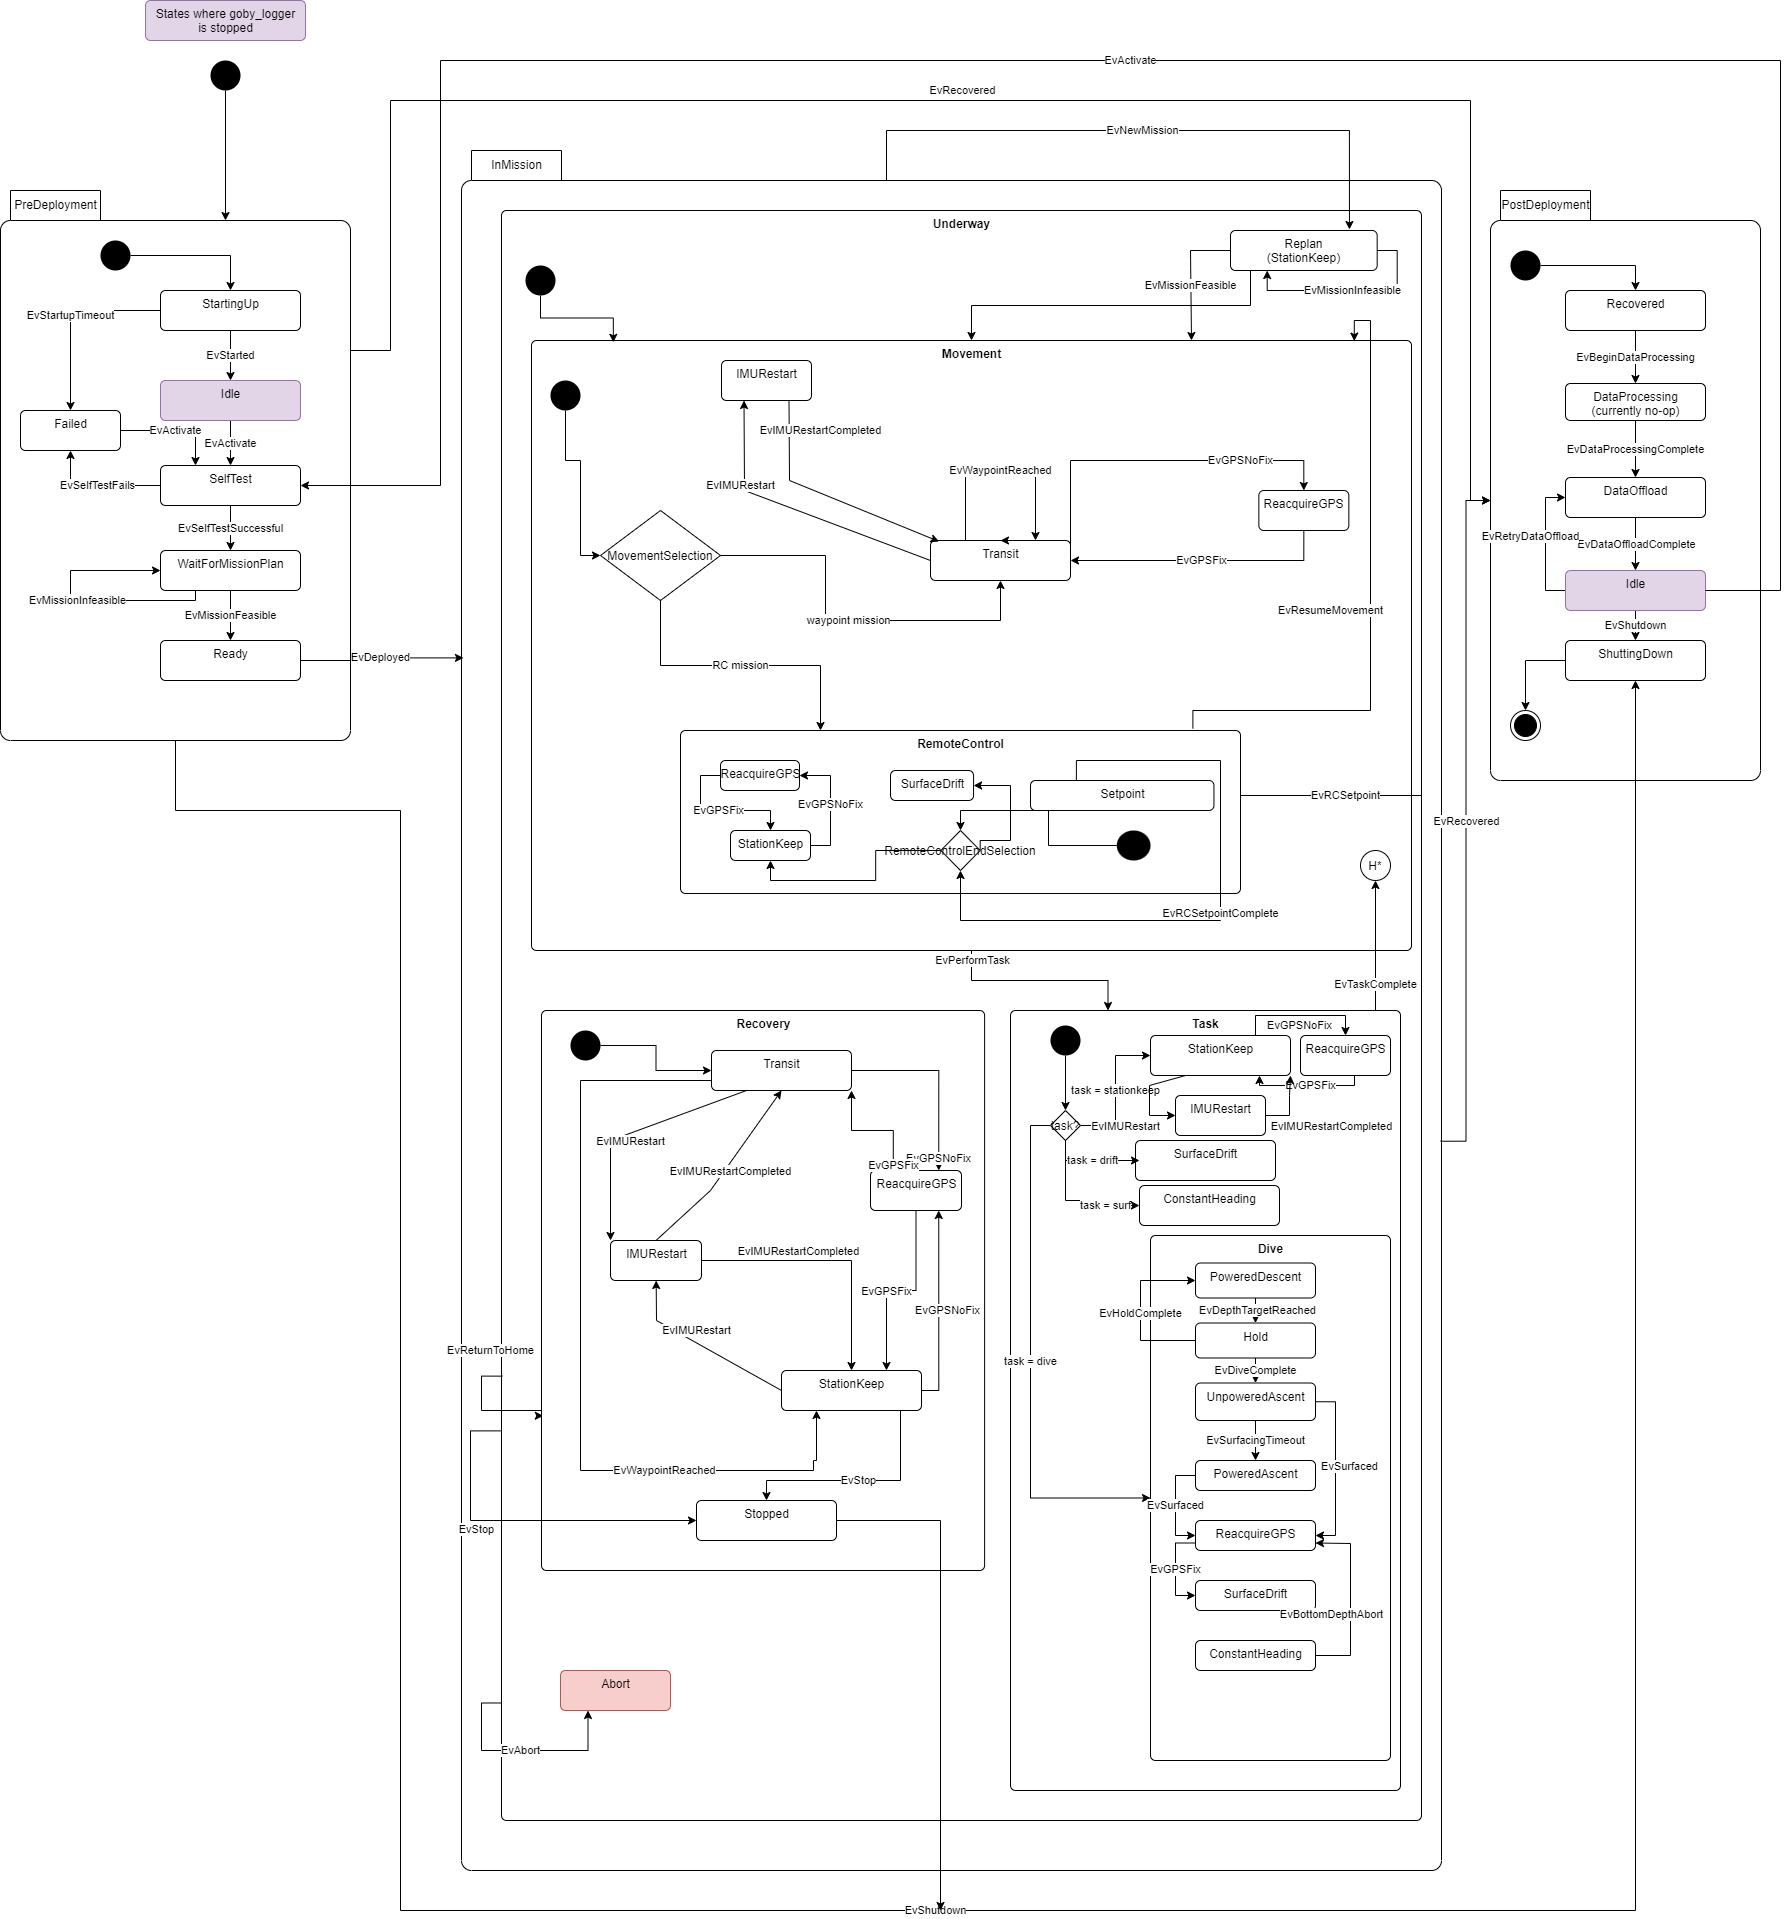 States where goby_logger
is stopped
EvActivate
EvRecovered
EvNewMission
InMission
PreDeployment
StartingUp
EvStartupTimeout
EvStarted
Idle
Failed
EvActivate
EvActivate
SelfTest
EvSelfTestFails
EvSelfTestSuccessful
WaitForMissionPlan
EvMissionInfeasible
EvMissionFeasible
Ready
EvDeployed
Underway
Replan
(StationKeep)
EvMissionFeasible
EvMissionInfeasible
Movement
IMURestart
EvIMURestartCompleted
EvIMURestart
EvWaypointReached
EvGPSNoFix
ReacquireGPS
Transit
EvGPSFix
MovementSelection
waypoint mission
RC mission
EvResumeMovement
RemoteControl
ReacquireGPS
EvGPSFix
EvGPSNoFix
StationKeep
SurfaceDrift
Setpoint
RemoteControlEndSelection
EvRCSetpoint
EvRCSetpointComplete
H*
EvPerformTask
EvTaskComplete
EvRecovered
PostDeployment
Recovered
EvBeginDataProcessing
DataProcessing
(currently no-op)
EvDataProcessingComplete
DataOffload
EvRetryDataOffload
EvDataOffloadComplete
Idle
EvShutdown
ShuttingDown
Recovery
Transit
EvIMURestart
EvIMURestartCompleted
EvGPSNoFix
EvGPSFix
ReacquireGPS
IMURestart
EvIMURestartCompleted
EvGPSFix
EvGPSNoFix
EvIMURestart
StationKeep
EvReturnToHome
EvWaypointReached
EvStop
Stopped
EvStop
Abort
EvAbort
Task
EvGPSNoFix
StationKeep
ReacquireGPS
task = stationkeep
EvGPSFix
IMURestart
task?
EvIMURestart
EvIMURestartCompleted
task = drift
SurfaceDrift
task = surf
ConstantHeading
task = dive
Dive
PoweredDescent
EvHoldComplete
EvDepthTargetReached
Hold
EvDiveComplete
UnpoweredAscent
EvSurfacingTimeout
EvSurfaced
PoweredAscent
EvSurfaced
ReacquireGPS
EvGPSFix
SurfaceDrift
EvBottomDepthAbort
ConstantHeading
EvShutdown